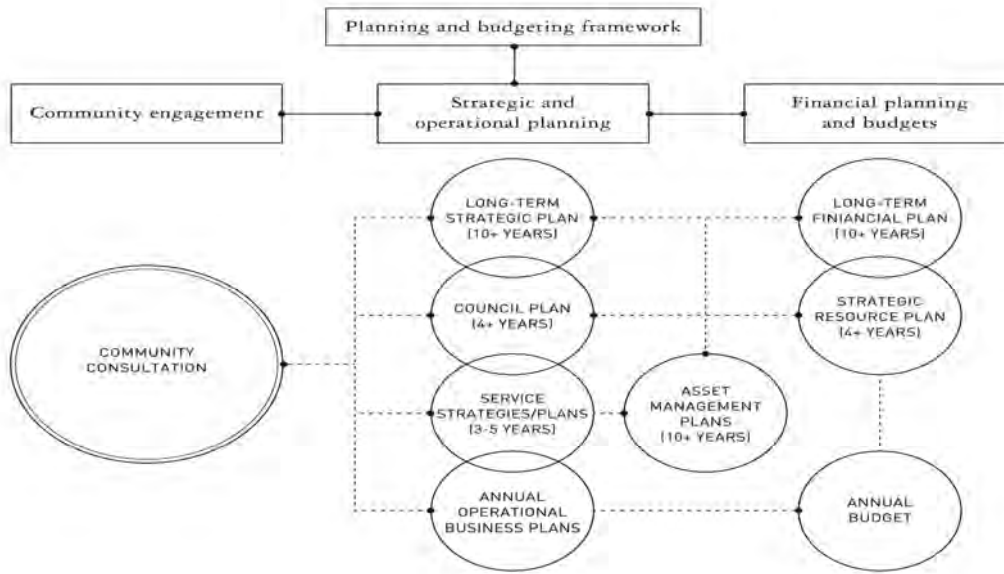 Planning and budgeting framework
Community engagement
Strategic and
operational planning
Financial planning
and budgets
COMMUNITY
CONSULTATION
LONG-TERM
STRATEGIC PLAN
(10+ YEARS)
COUNCIL PLAN
(4+ YEARS)
SERVICE
STRATEGIES/PLANS
(3-5 YEARS)
ANNUAL
OPERATIONAL
BUSINESS PLANS
ASSET
MANAGEMENT
PLANS
(10+ YEARS)
LONG-TERM
FINIANCIAL PLAN
(10+ YEARS)
STRATEGIC
RESOURCE PLAN
(4+ YEARS)
ANNUAL
BUDGET